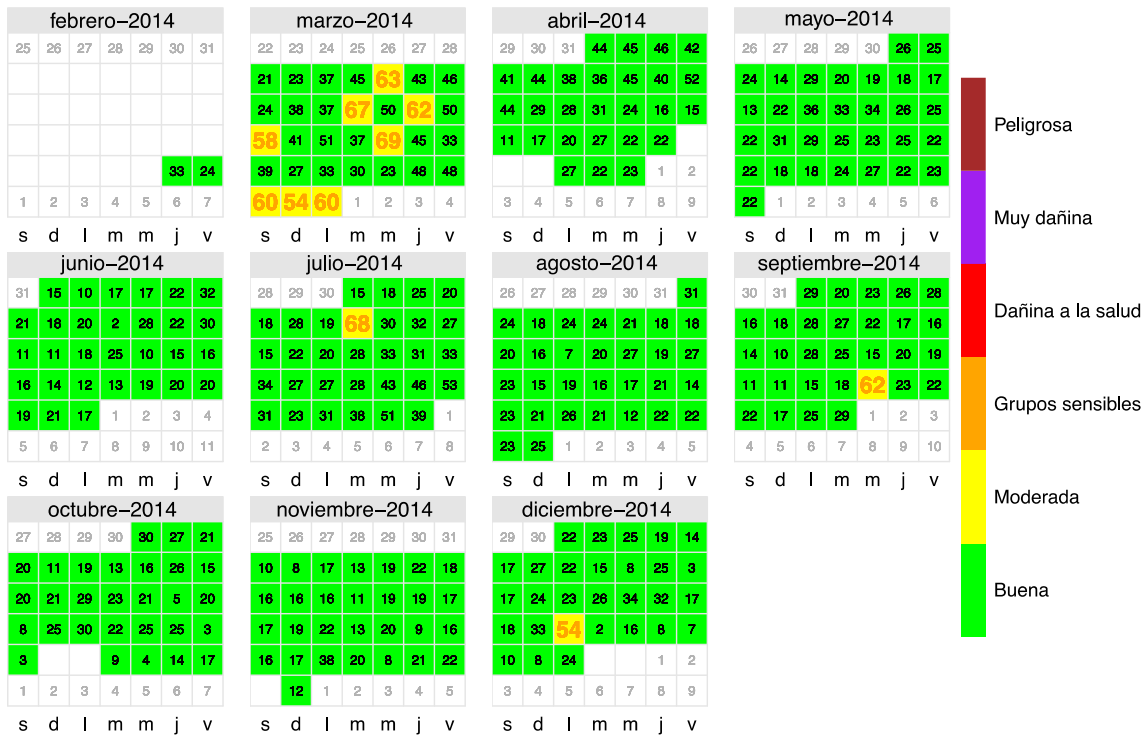 febrero−2014
25 26 27 28 29 30 31
33 24
1 2 3 4 5 6 7
s d l m m j v
marzo−2014
22 23 24 25 26 27 28
21 23 37 45 63 43 46
24 38 37 67 50 62 50
58 41 51 37 69 45 33
39 27 33 30 23 48 48
60 54 60 1 2 3 4
s d l m m j v
abril−2014
29 30 31 44 45 46 42
41 44 38 36 45 40 52
44 29 28 31 24 16 15
11 17 20 20 22 22
27 22 23 1 2
3 4 5 6 7 8 9
s d l m m j v
mayo−2014
26 27 28 29 30 26 25
24 14 29 20 19 18 17
13 22 36 33 34 26 25
22 31 29 25 23 25 22
22 18 18 24 27 22 23
22 1 2 3 4 5 6
s d l m m j v
junio−2014
31 15 10 17 17 22 32
21 18 20 2 28 22 30
11 11 18 25 10 15 16
16 14 12 13 19 20 20
19 21 17 1 2 3 4
5 6 7 8 9 10 11
s d l m m j v
julio−2014
28 29 30 15 18 25 20
18 28 19 68 30 32 27
15 22 20 28 33 31 33
34 27 27 28 43 46 53
31 23 31 38 51 39 1
2 3 4 5 6 7 8
s d l m m j v
agosto−2014
26 27 28 29 30 31 31
24 18 24 24 21 18 18
20 16 7 20 27 19 27
23 15 19 16 17 21 14
23 21 26 21 12 22 22
23 25 1 2 3 4 5
s d l m m j v
septiembre−2014
30 31 29 20 23 26 28
16 18 28 27 22 17 16
14 10 28 28 15 20 19
11 11 15 18 62 23 22
22 17 25 29 1 2 3
4 5 6 7 8 9 10
s d l m m j v
octubre−2014
27 28 29 30 30 27 21
20 11 19 13 16 26 15
20 21 29 23 21 5 20
8 25 30 22 25 25 3
3 9 4 14 17
1 2 3 4 5 6 7
s d l m m j v
noviembre−2014
25 26 27 28 29 30 31
10 8 17 13 19 22 18
16 16 16 11 19 19 17
17 19 22 13 20 9 16
16 17 38 20 8 21 22
12 1 2 3 4 5
s d l m m j v
diciembre−2014
29 30 22 23 25 19 14
17 27 22 15 8 25 3
17 24 23 26 34 32 17
18 33 54 2 16 8 7
10 8 24 1 2
3 4 5 6 7 8 9
s d l m m j v
Peligrosa
Muy dañina
Dañina a la salud
Grupos sensibles
Moderada
Buena